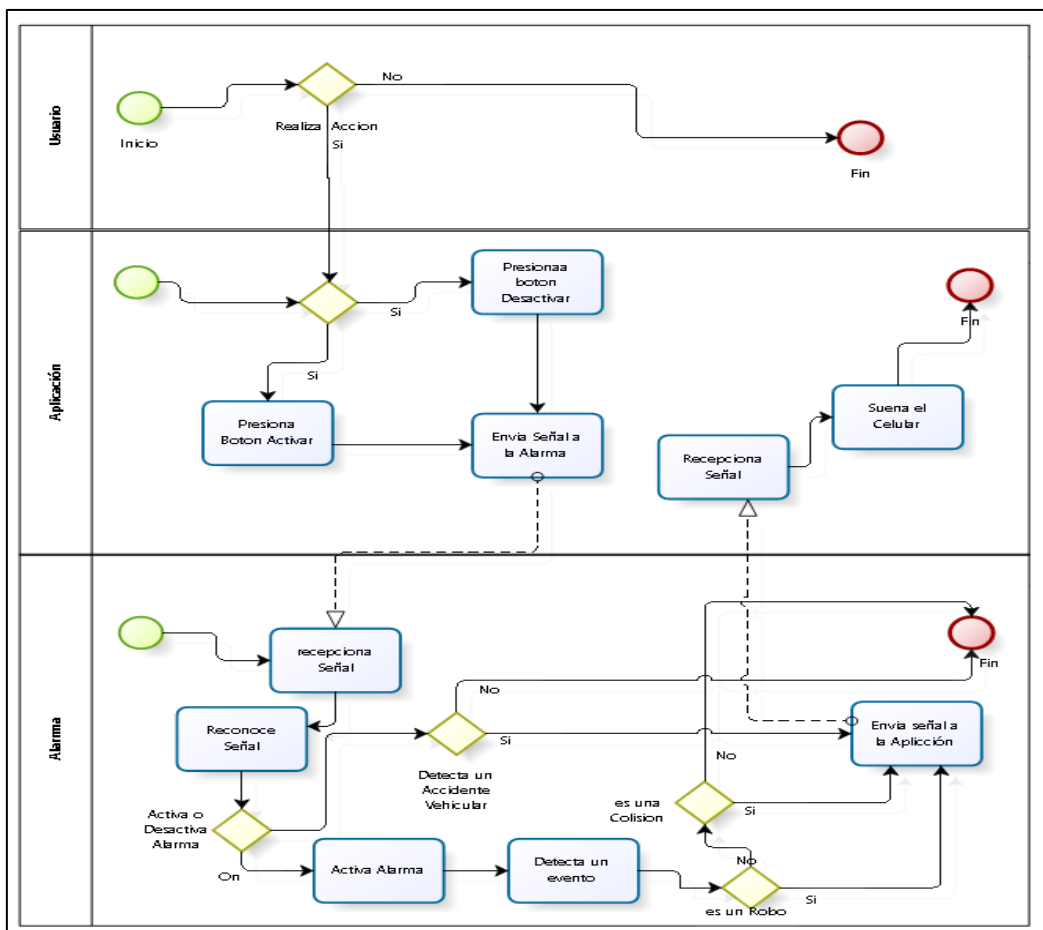 Usuario
Inicio
No
Realiza Accion
Si
Fin
Aplicación
Presionaa
boton
Desactivar
Si
Si
Presiona
Boton Activar
Envia Señal a
la Alarma
Recepciona
Señal
Suena el
Celular
Fin
Alarma
recepciona
Señal
Reconoce
Señal
Activa o
Desactiva
Alarma
On
Activa Alarma
Detecta un
evento
No
Si
Detecta un
Accidente
Vehicular
es una
Colision
No
Si
No
es un Robo
Si
Envia señal a
la Aplicción
Fin